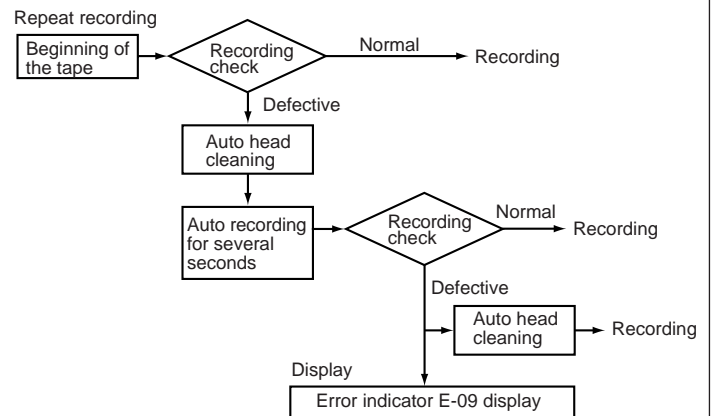 Repeat recording
Beginning of
the tape
Recording
check
Normal
Recording
Defective
Auto head
cleaning
Auto recording
for several
seconds
Recording
check
Normal
Recording
Defective
Auto head
cleaning
Recording
Display
Error indicator E-09 display